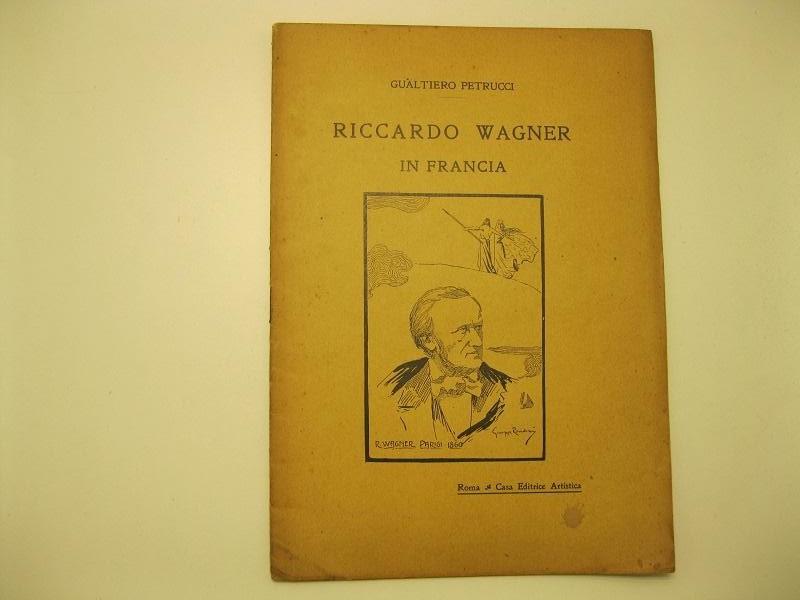 GUALTIERO PETRUCCI
RICCARDO WAGNER
IN FRANCIA
R. WAGNER PARIGI 1860
Roma Casa Editrice Artistica